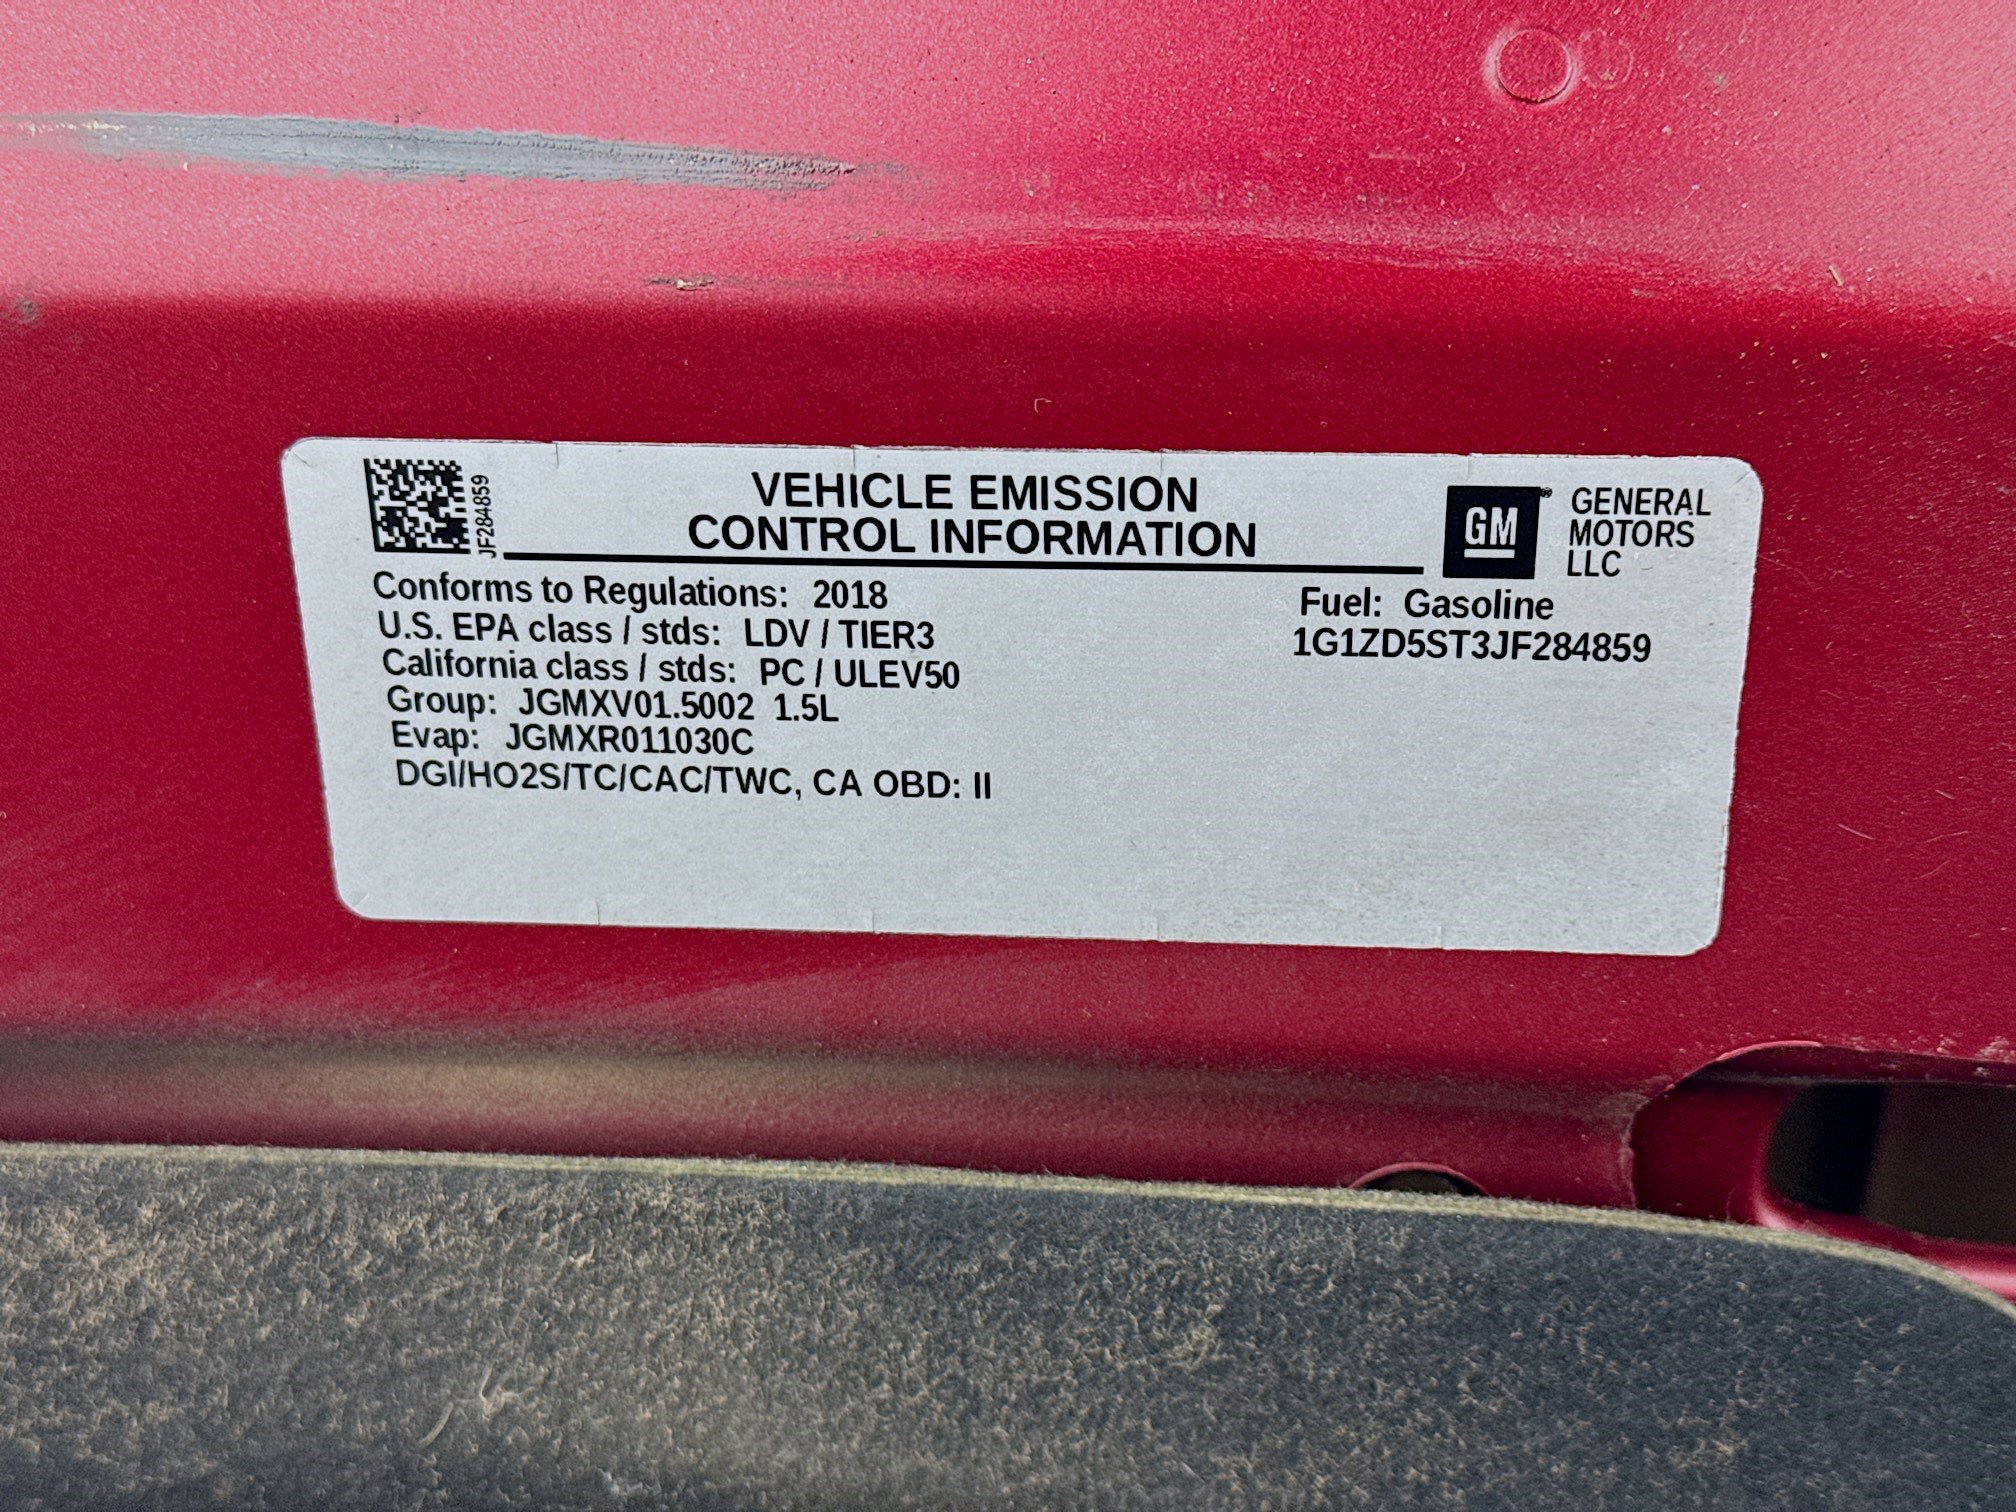 JF284859
VEHICLE EMISSION
CONTROL INFORMATION
GM
GENERAL
MOTORS
LLC
Conforms to Regulations: 2018
U.S. EPA class / stds: LDV / TIER3
California class / stds: PC / ULEV50
Group: JGMXV01.5002 1.5L
Evap: JGMXR011030C
DGI/HO2S/TC/CAC/TWC, CA OBD: II
Fuel: Gasoline
1G1ZD5ST3JF284859